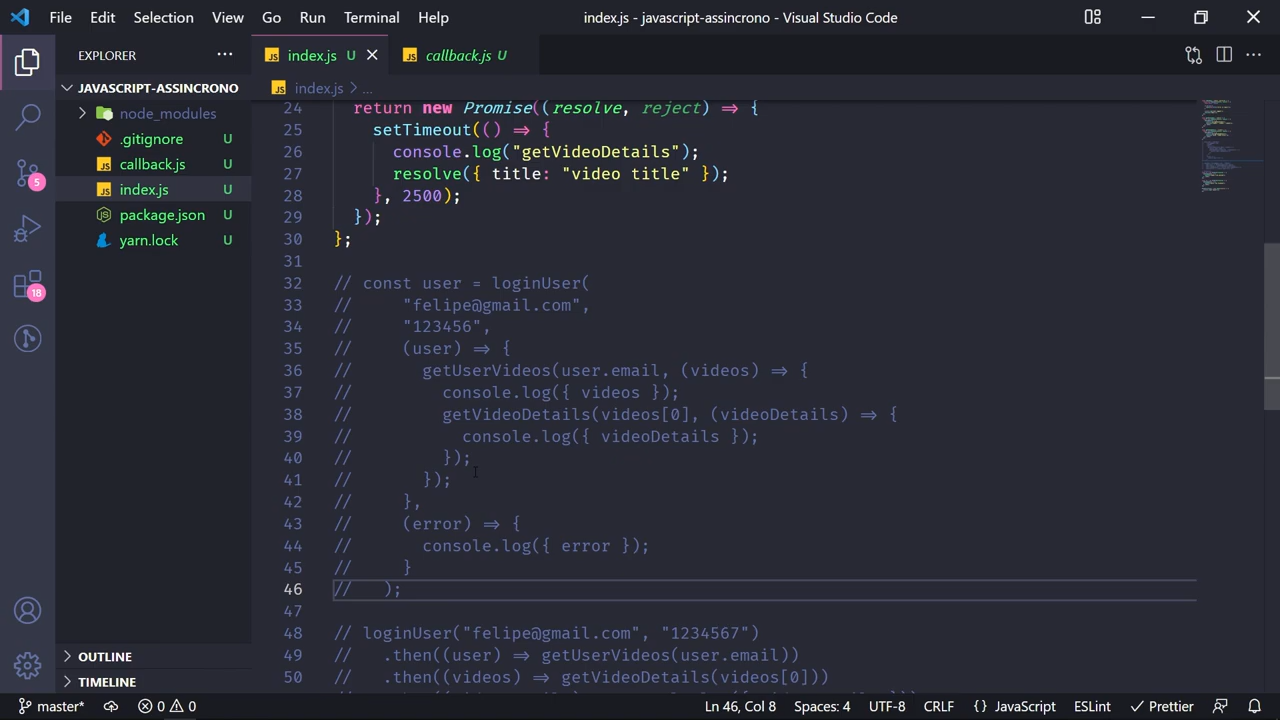 File Edit Selection View Go Run Terminal Help
index.js - javascript-assincrono - Visual Studio Code
EXPLORER
JAVASCRIPT-ASSINCRONO
node_modules
.gitignore U
JS callback.js U
JS index.js U
package.json U
yarn.lock U
OUTLINE
TIMELINE
5
18
JS index.js U
JS callback.js U
JS index.js > ...
24 return new Promise((resolve, reject) => {
25 setTimeout(() => {
26 console.log("getVideoDetails");
27 resolve({ title: "video title" });
28 }, 2500);
29 });
30 };
31
32 // const user = loginUser(
33 // "felipe@gmail.com",
34 // "123456",
35 // (user) => {
36 // getUserVideos(user.email, (videos) => {
37 // console.log({ videos });
38 // getVideoDetails(videos[0], (videoDetails) => {
39 // console.log({ videoDetails });
40 // });
41 // });
42 // },
43 // (error) => {
44 // console.log({ error });
45 // }
46 // );
47
48 // loginUser("felipe@gmail.com", "1234567")
49 // .then((user) => getUserVideos(user.email))
50 // .then((videos) => getVideoDetails(videos[0]))
master* 0 0 Ln 46, Col 8 Spaces: 4 UTF-8 CRLF {} JavaScript ESLint Prettier